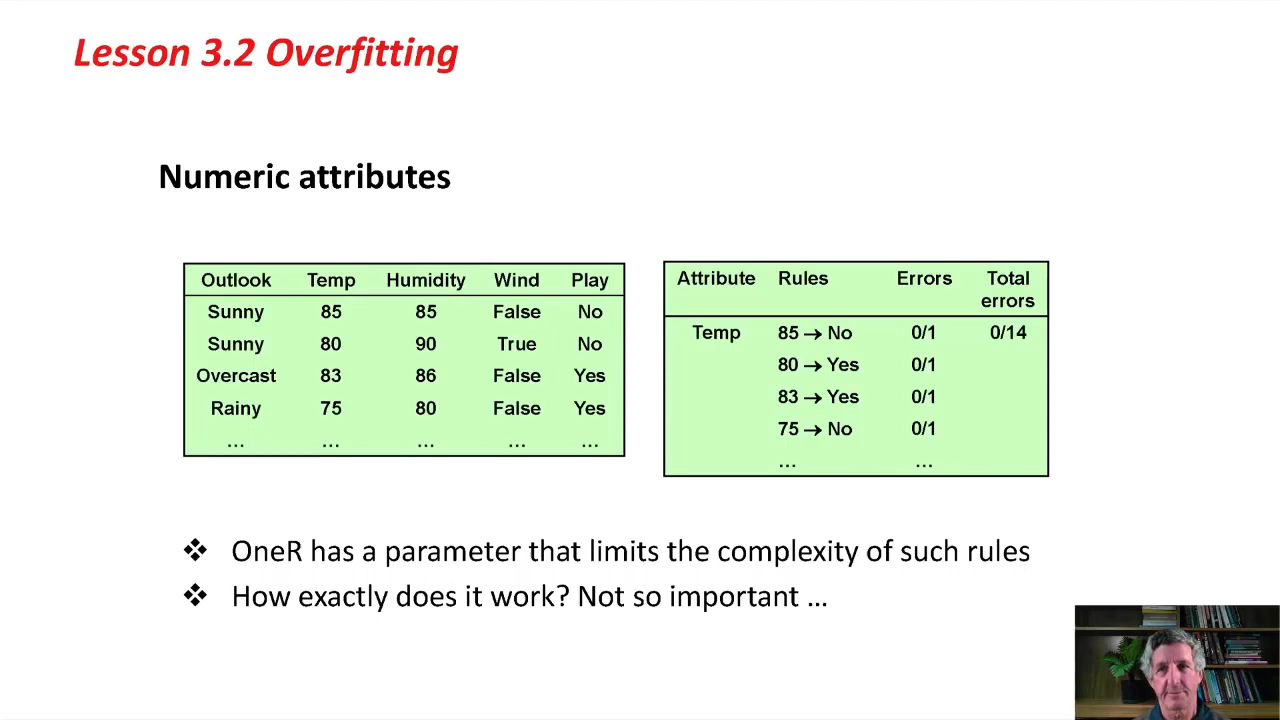 Lesson 3.2 Overfitting
Numeric attributes
Outlook Temp Humidity Wind Play
Sunny 85 85 False No
Sunny 80 90 True No
Overcast 83 86 False Yes
Rainy 75 80 False Yes
… … … … …
Attribute Rules Errors Total errors
Temp 85 → No 0/1 0/14
80 → Yes 0/1
83 → Yes 0/1
75 → No 0/1
… …
❖ OneR has a parameter that limits the complexity of such rules
❖ How exactly does it work? Not so important …